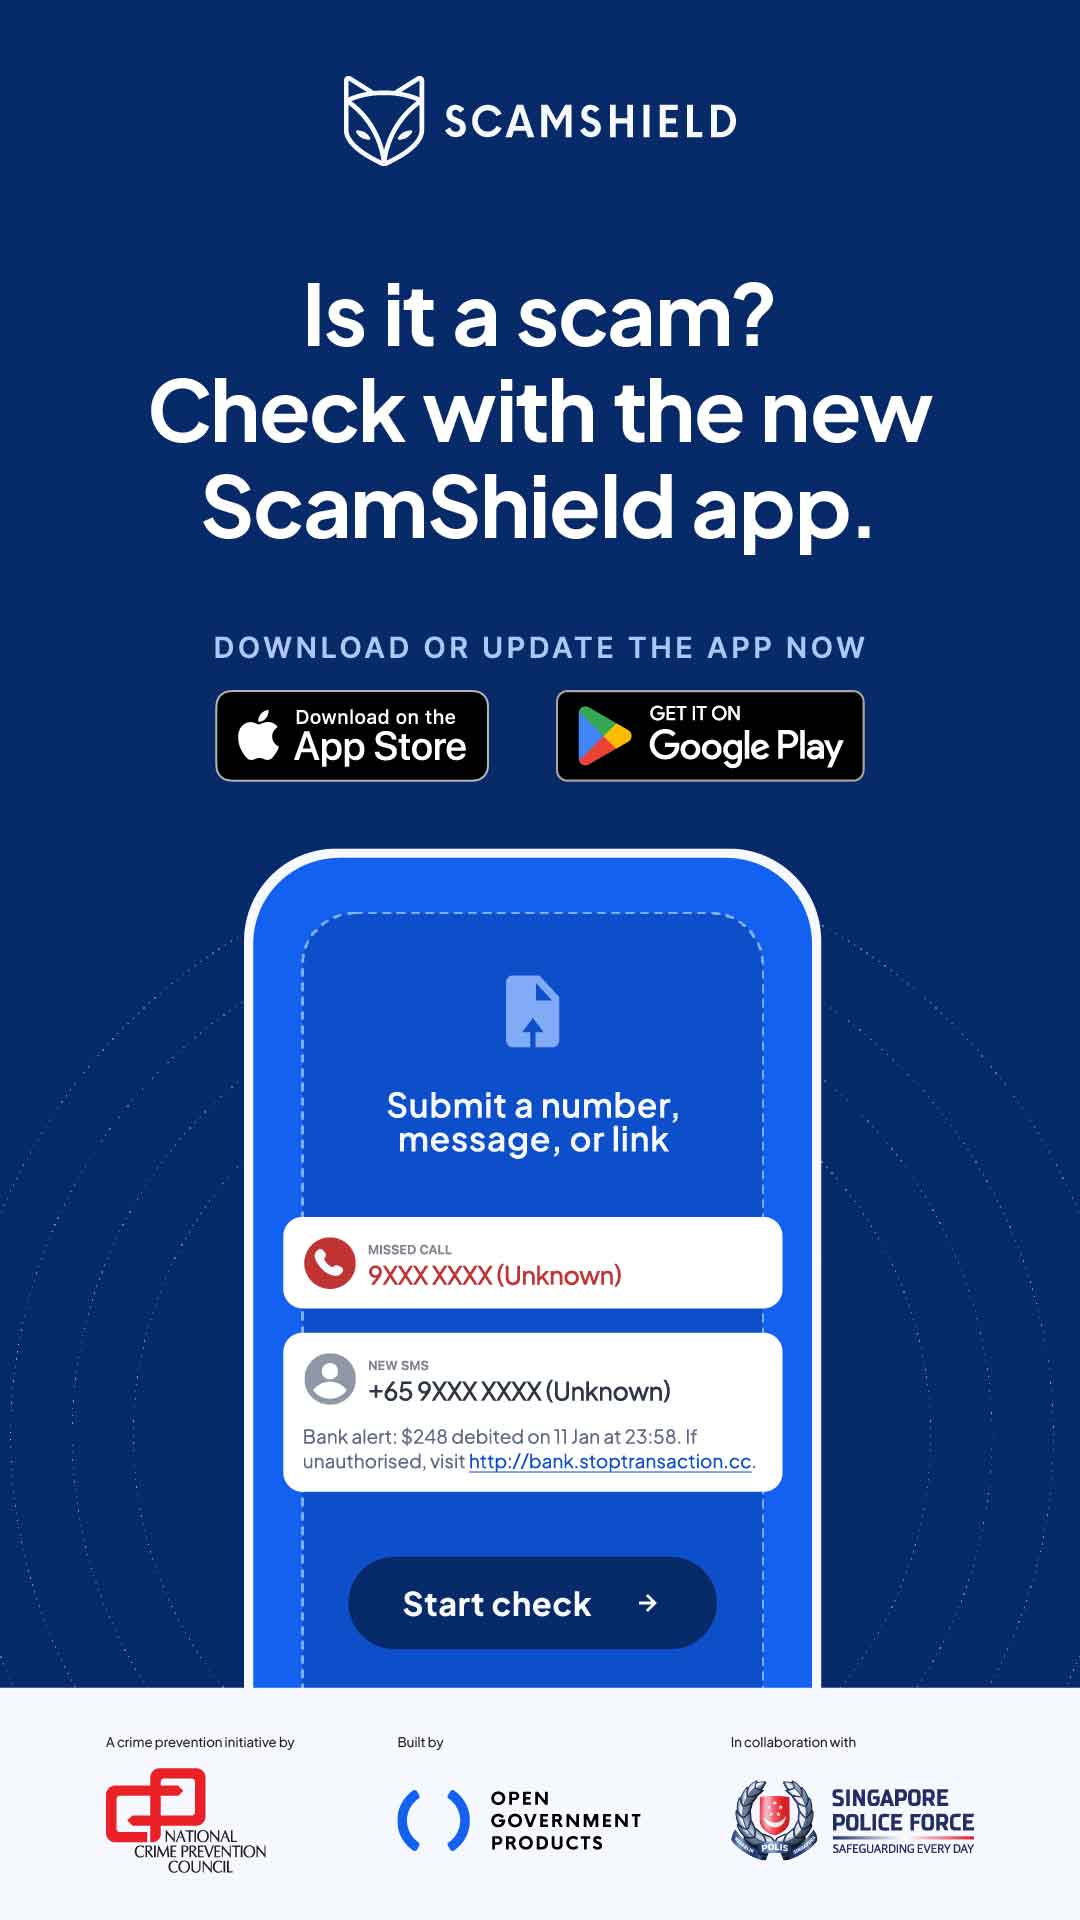 SCAMSHIELD
Is it a scam?
Check with the new
ScamShield app.
DOWNLOAD OR UPDATE THE APP NOW
Download on the
App Store
GET IT ON
Google Play
Submit a number,
message, or link
MISSED CALL
9XXX XXXX (Unknown)
NEW SMS
+65 9XXX XXXX (Unknown)
Bank alert: $248 debited on 11 Jan at 23:58. If
unauthorised, visit http://bank.stoptransaction.cc.
Start check
A crime prevention initiative by
NATIONAL
CRIME PREVENTION
COUNCIL
Built by
OPEN
GOVERNMENT
PRODUCTS
In collaboration with
POLIS
SINGAPORE
POLICE FORCE
SAFEGUARDING EVERY DAY